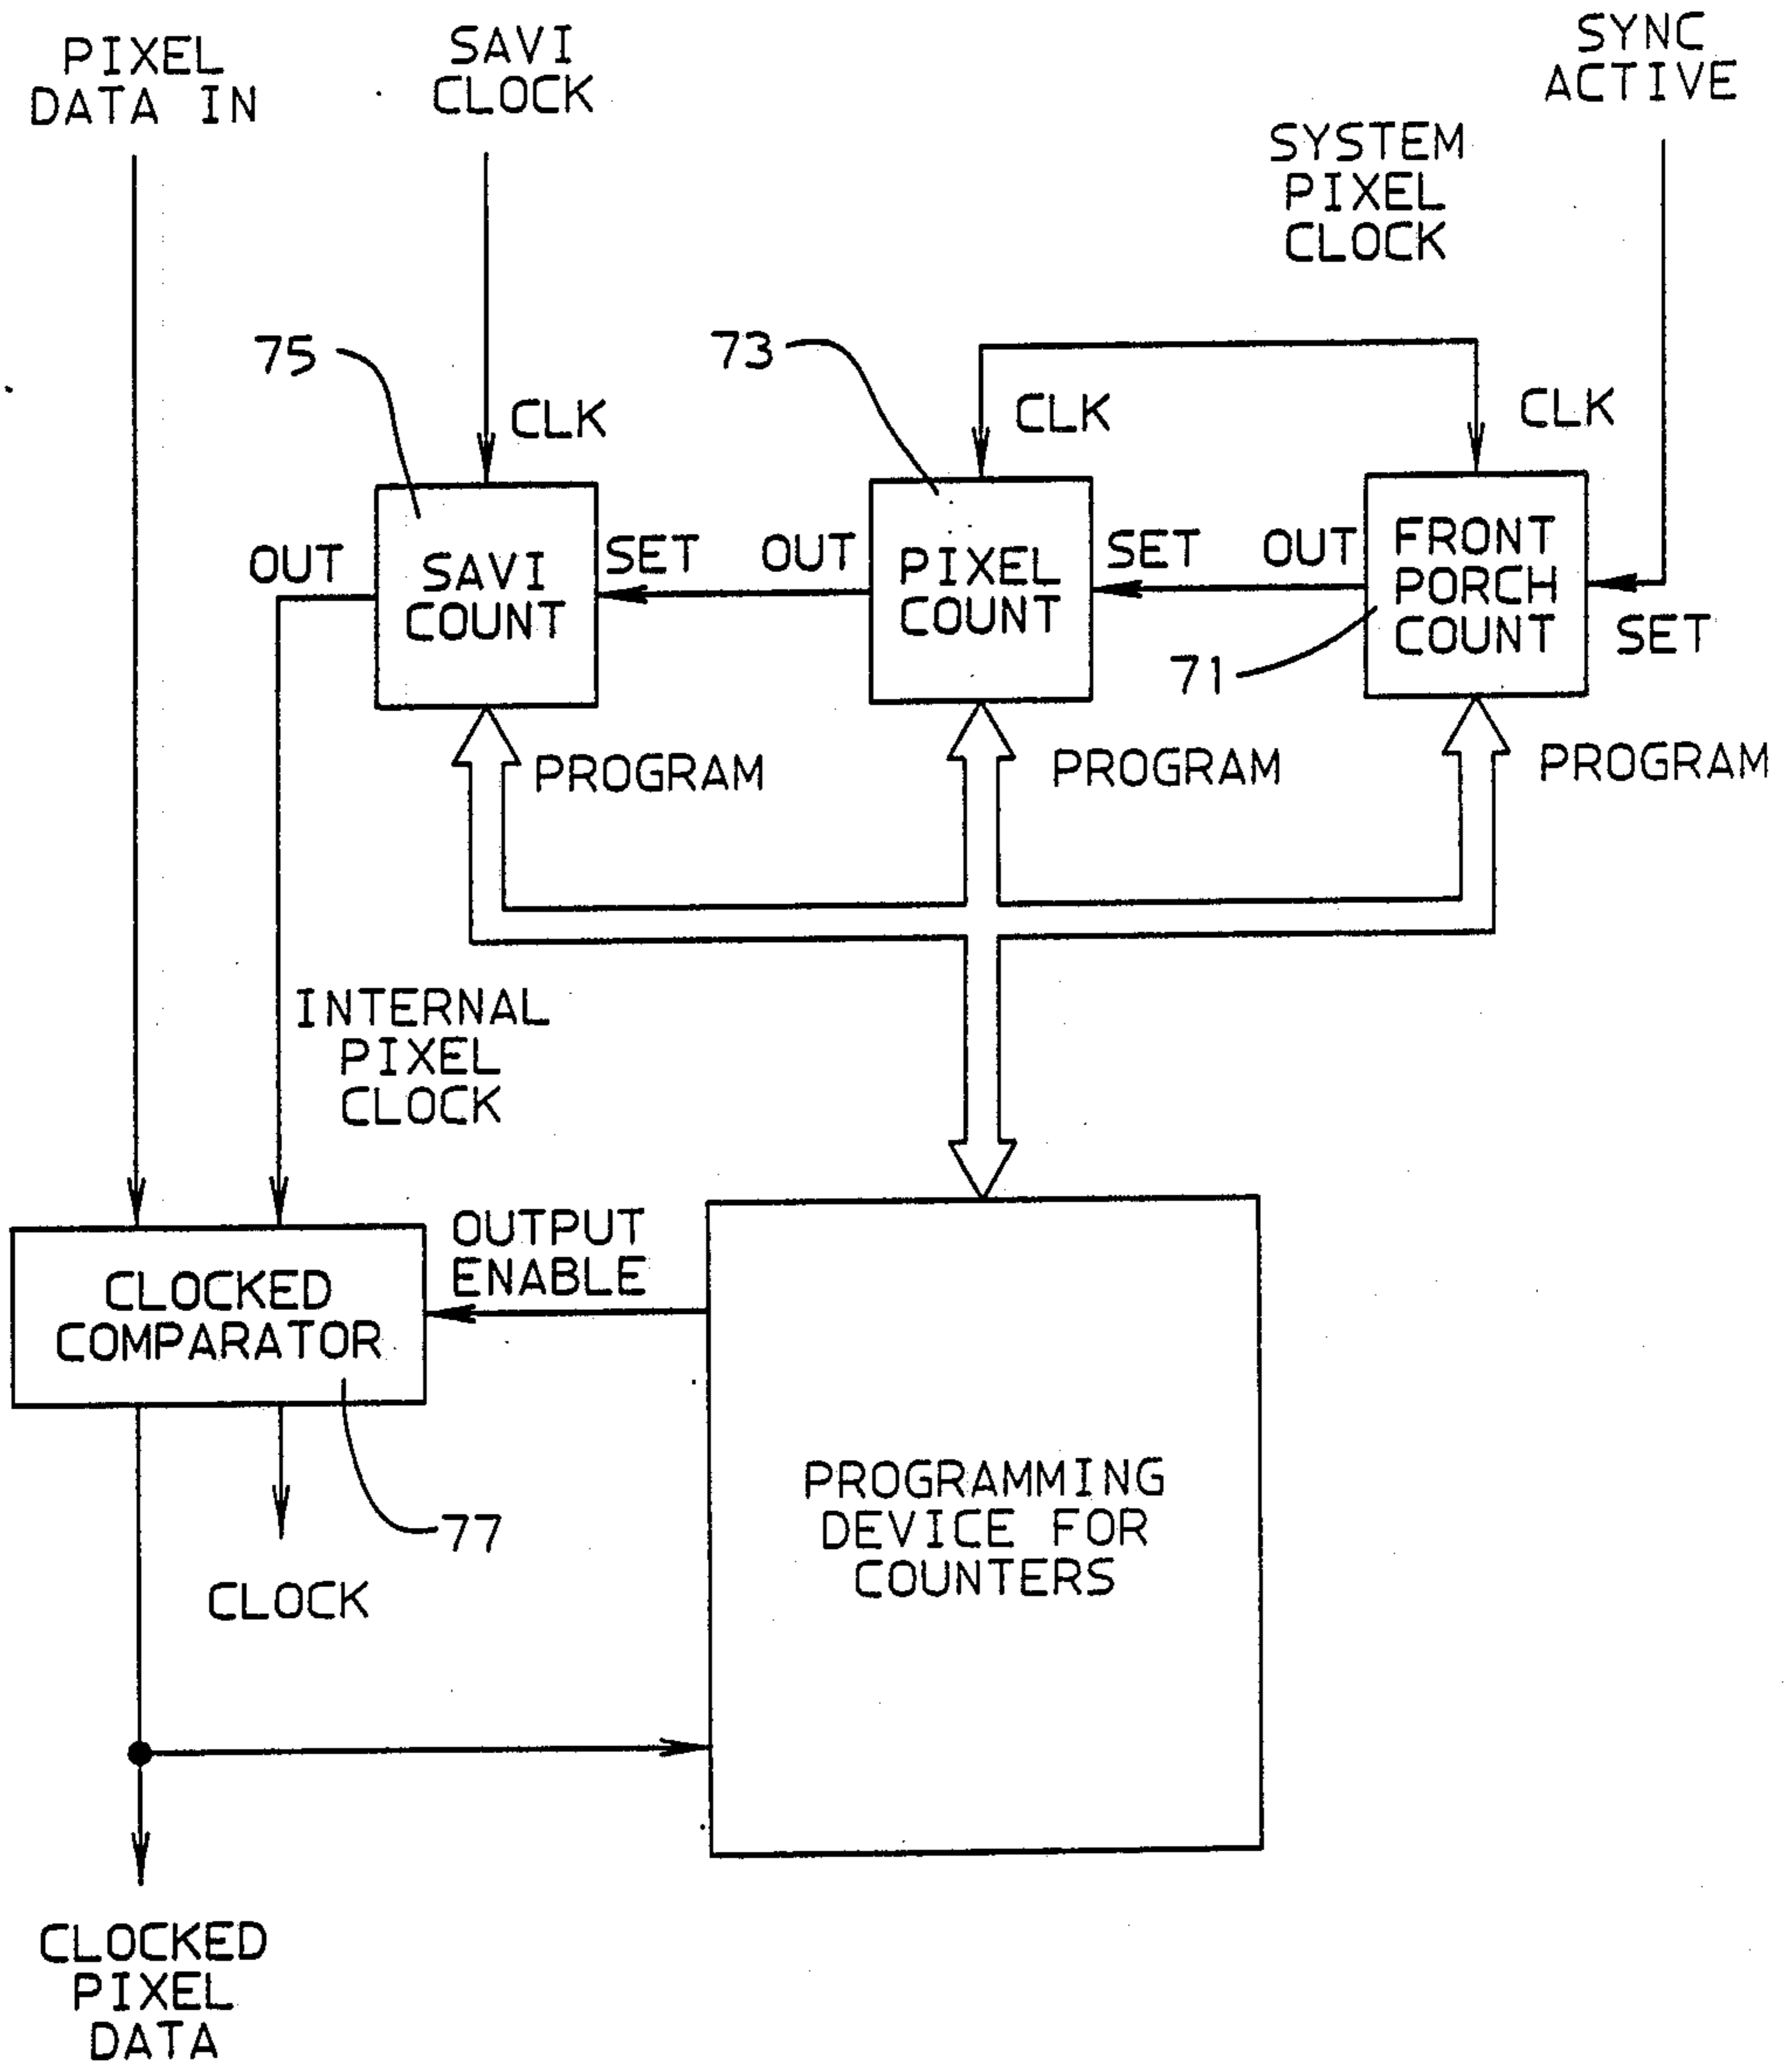 PIXEL
DATA IN
SAVI
CLOCK
SYNC
ACTIVE
SYSTEM
PIXEL
CLOCK
75
73
CLK
CLK
CLK
OUT
SAVI
COUNT
SET
OUT
PIXEL
COUNT
SET
OUT
FRONT
PORCH
COUNT
SET
71
PROGRAM
PROGRAM
PROGRAM
INTERNAL
PIXEL
CLOCK
OUTPUT
ENABLE
CLOCKED
COMPARATOR
77
CLOCK
PROGRAMMING
DEVICE FOR
COUNTERS
CLOCKED
PIXEL
DATA